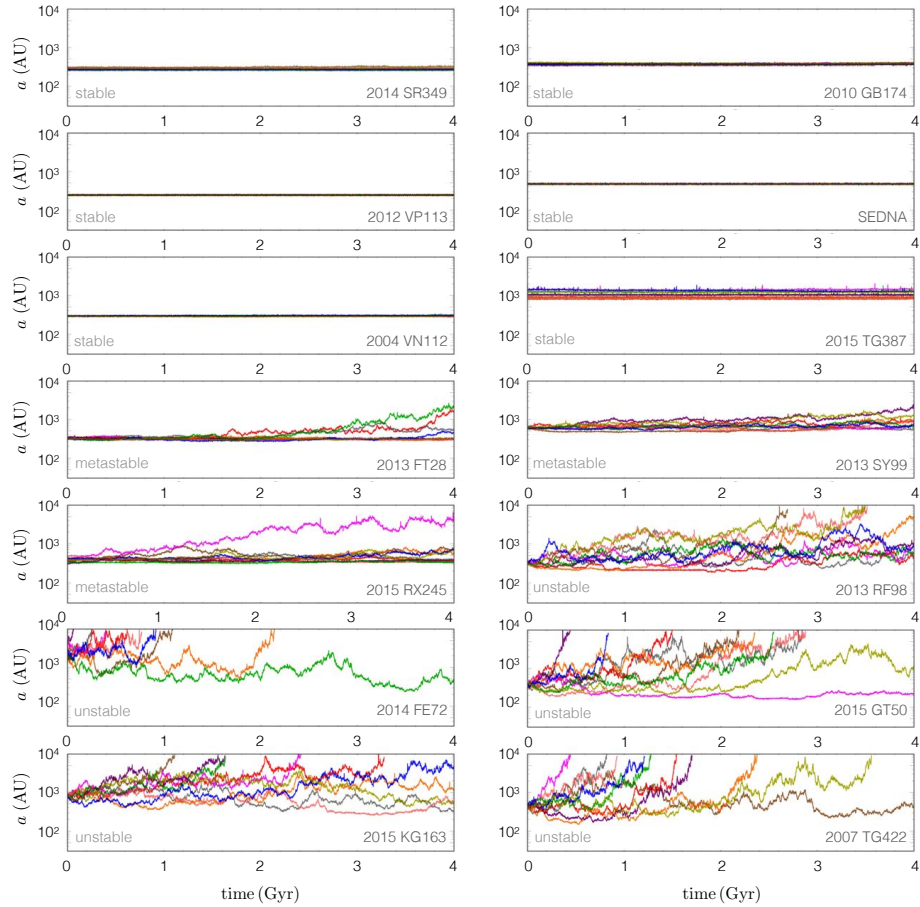 10⁴
10³
10²
a (AU)
stable
2014 SR349
0 1 2 3 4
10⁴
10³
10²
stable
2010 GB174
0 1 2 3 4
10⁴
10³
10²
a (AU)
stable
2012 VP113
0 1 2 3 4
10⁴
10³
10²
stable
SEDNA
0 1 2 3 4
10⁴
10³
10²
a (AU)
stable
2004 VN112
0 1 2 3 4
10⁴
10³
10²
stable
2015 TG387
0 1 2 3 4
10⁴
10³
10²
a (AU)
metastable
2013 FT28
0 1 2 3 4
10⁴
10³
10²
metastable
2013 SY99
0 1 2 3 4
10⁴
10³
10²
a (AU)
metastable
2015 RX245
0 1 2 3 4
10⁴
10³
10²
unstable
2013 RF98
0 1 2 3 4
10⁴
10³
10²
a (AU)
unstable
2014 FE72
0 1 2 3 4
10⁴
10³
10²
unstable
2015 GT50
0 1 2 3 4
10⁴
10³
10²
a (AU)
unstable
2015 KG163
0 1 2 3 4
time (Gyr)
10⁴
10³
10²
unstable
2007 TG422
0 1 2 3 4
time (Gyr)